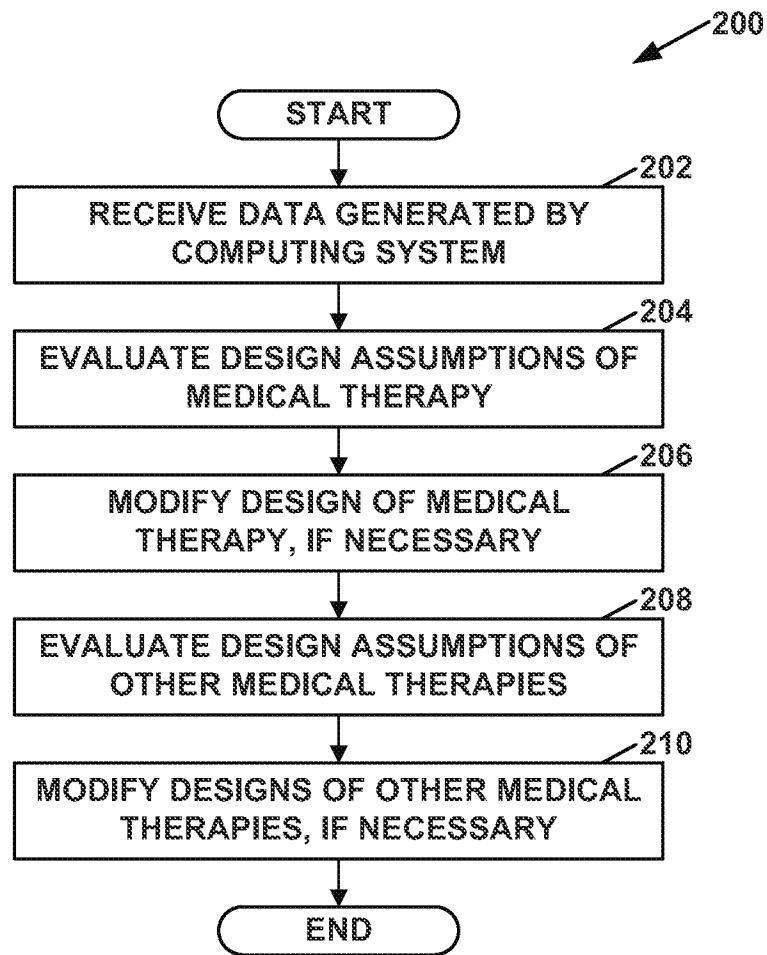 200
START
202
RECEIVE DATA GENERATED BY
COMPUTING SYSTEM
204
EVALUATE DESIGN ASSUMPTIONS OF
MEDICAL THERAPY
206
MODIFY DESIGN OF MEDICAL
THERAPY, IF NECESSARY
208
EVALUATE DESIGN ASSUMPTIONS OF
OTHER MEDICAL THERAPIES
210
MODIFY DESIGNS OF OTHER MEDICAL
THERAPIES, IF NECESSARY
END